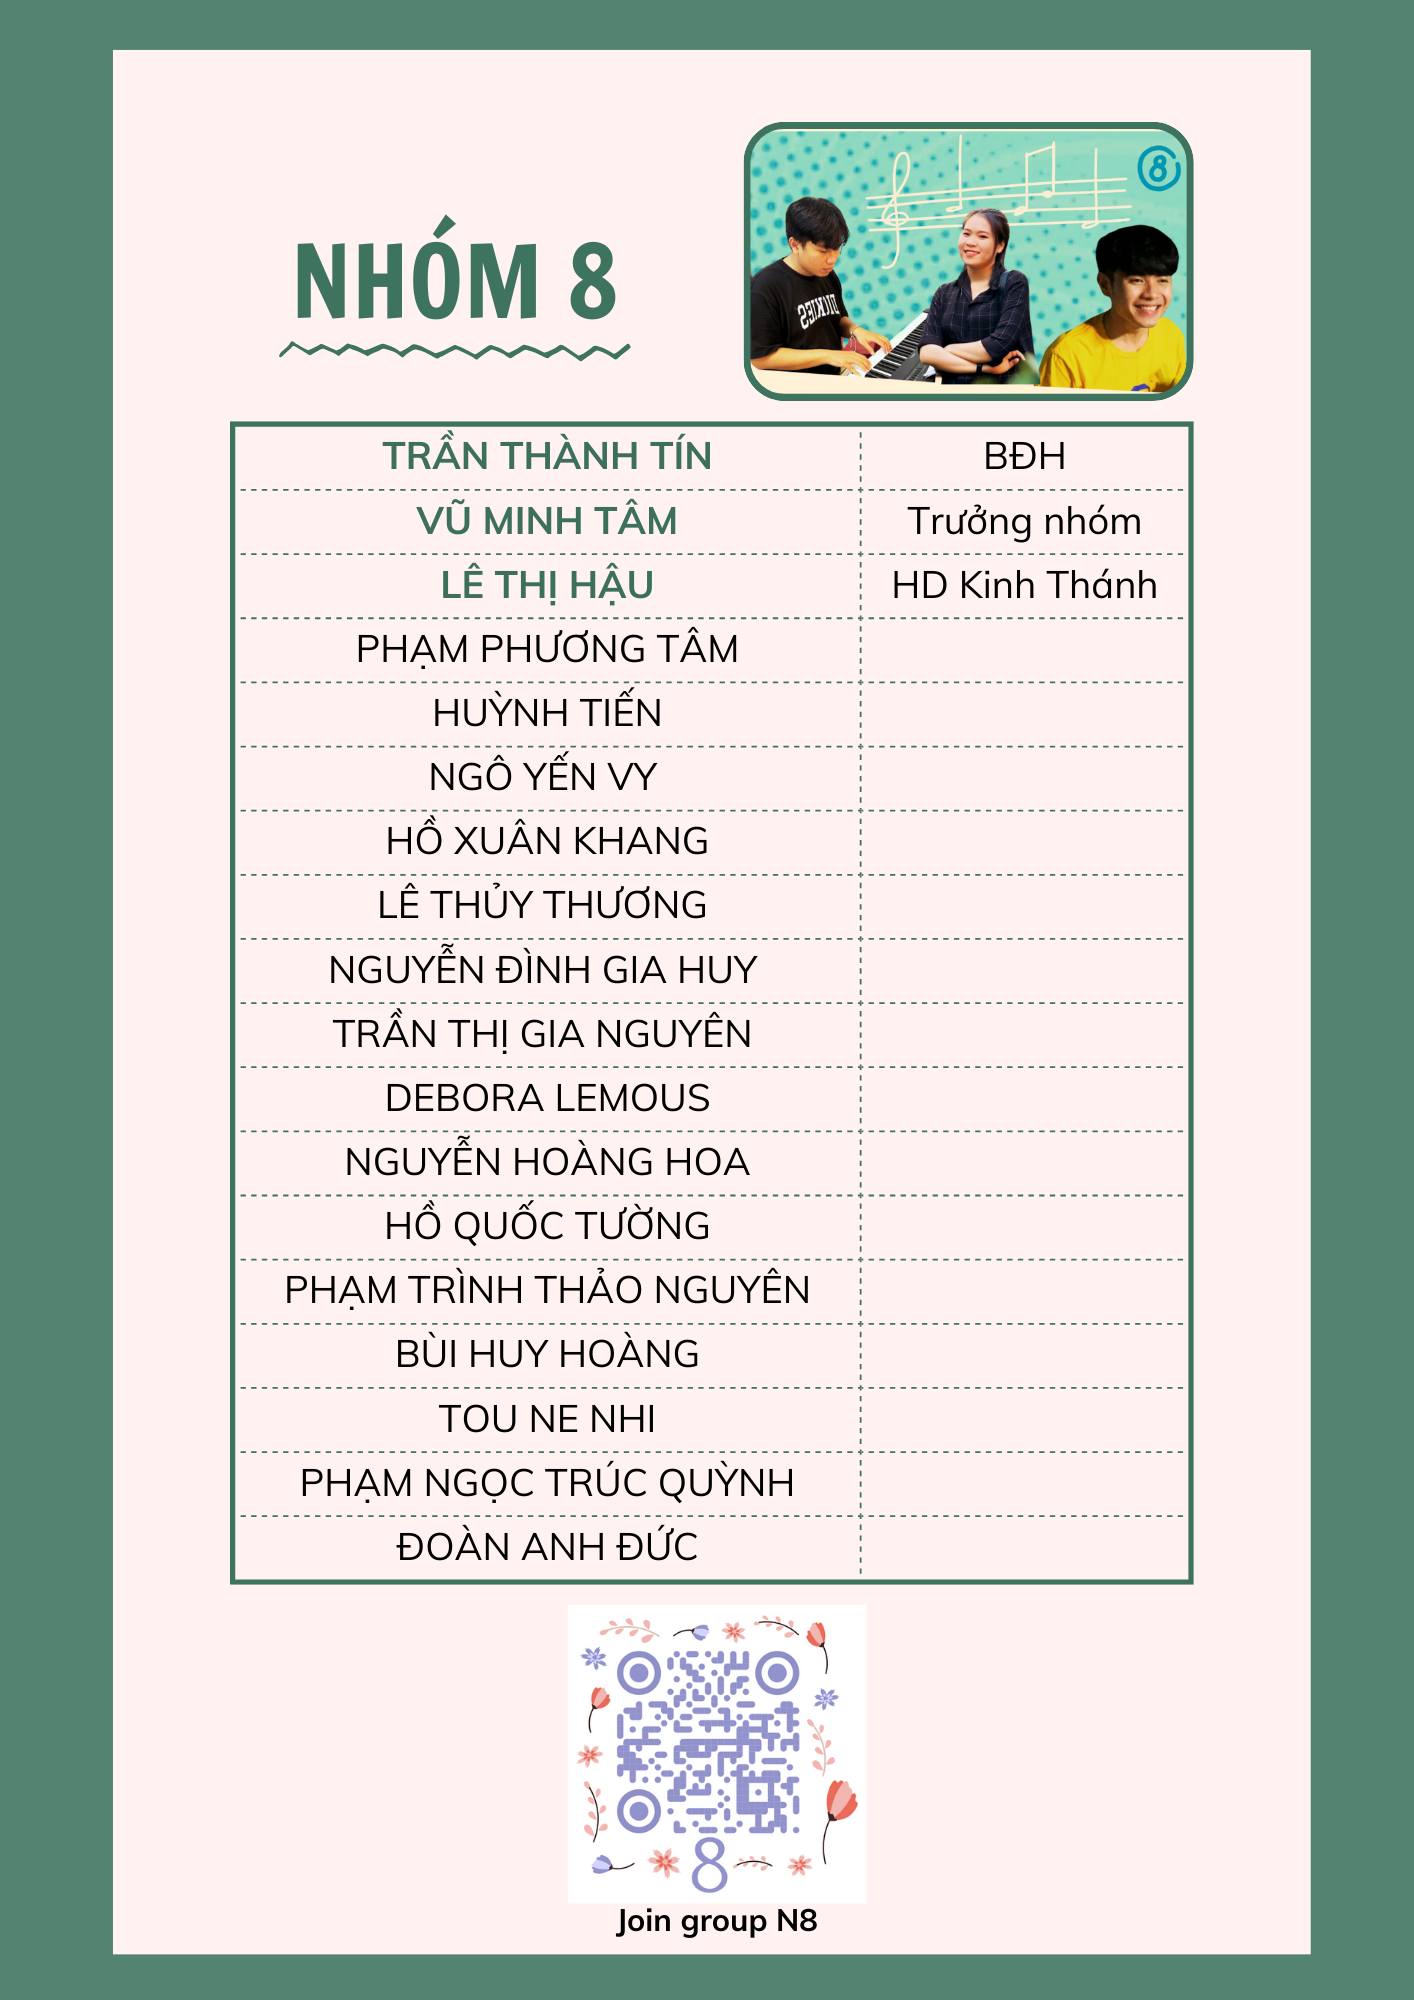 NHÓM 8
8
DICKIES
TRẦN THÀNH TÍN BĐH
VŨ MINH TÂM Trưởng nhóm
LÊ THỊ HẬU HD Kinh Thánh
PHẠM PHƯƠNG TÂM
HUỲNH TIẾN
NGÔ YẾN VY
HỒ XUÂN KHANG
LÊ THỦY THƯƠNG
NGUYỄN ĐÌNH GIA HUY
TRẦN THỊ GIA NGUYÊN
DEBORA LEMOUS
NGUYỄN HOÀNG HOA
HỒ QUỐC TƯỜNG
PHẠM TRÌNH THẢO NGUYÊN
BÙI HUY HOÀNG
TOU NE NHI
PHẠM NGỌC TRÚC QUỲNH
ĐOÀN ANH ĐỨC
8
Join group N8